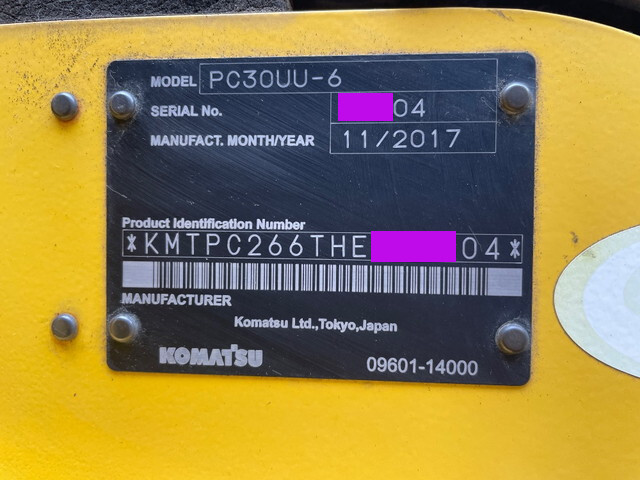 MODEL PC30UU-6
SERIAL No. 04
MANUFACT. MONTH/YEAR 11/2017
Product Identification Number
*KMTPC266THE 04*
MANUFACTURER
Komatsu Ltd.,Tokyo,Japan
KOMATSU 09601-14000